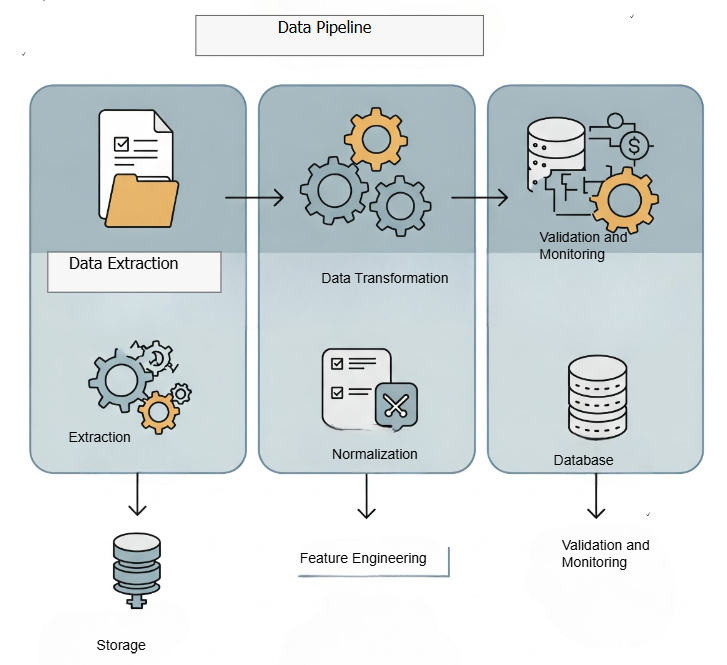 Data Pipeline
Data Extraction
Data Transformation
Validation and
Monitoring
$
Extraction
Normalization
Database
Storage
Feature Engineering
Validation and
Monitoring